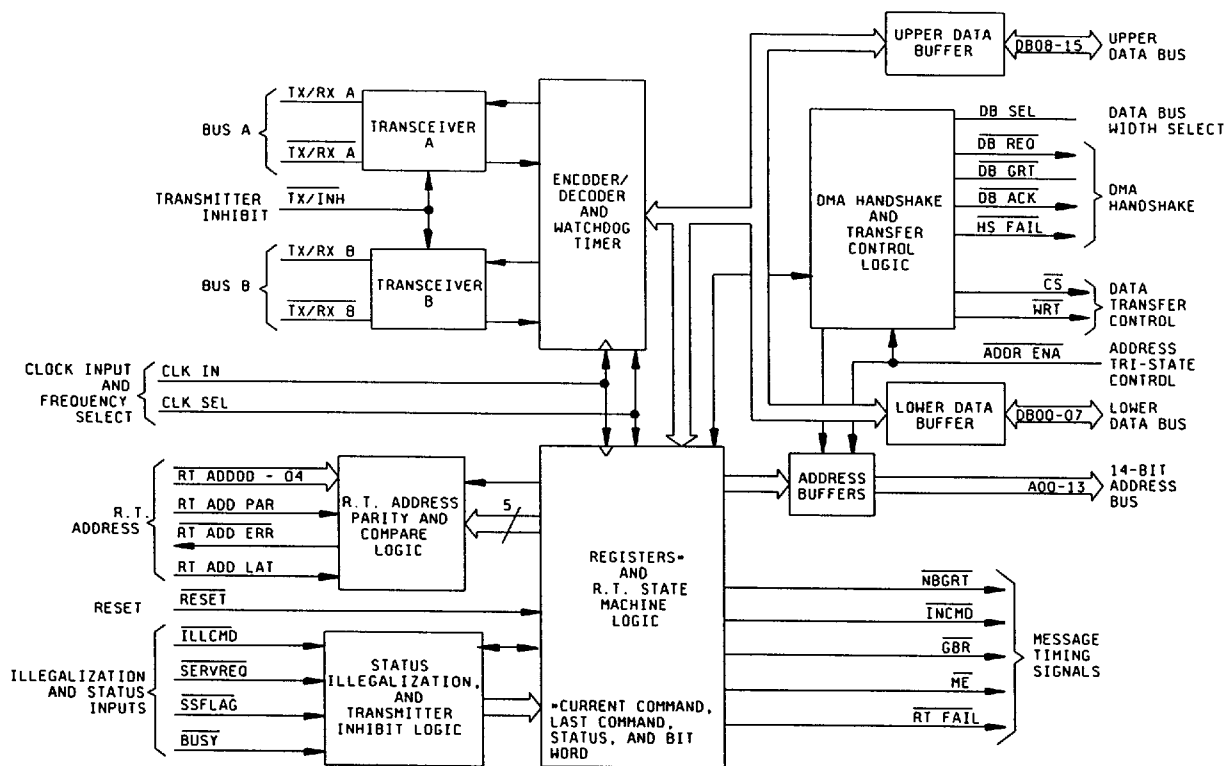 UPPER DATA
BUFFER
DB08-15
UPPER
DATA BUS
BUS A
TX/RX A
TX/RX A
TRANSCEIVER
A
TRANSMITTER
INHIBIT
TX/INH
BUS B
TX/RX B
TX/RX B
TRANSCEIVER
B
ENCODER/
DECODER
AND
WATCHDOG
TIMER
DMA HANDSHAKE
AND
TRANSFER
CONTROL
LOGIC
DB SEL
DATA BUS
WIDTH SELECT
DB REQ
DB GRT
DB ACK
HS FAIL
DMA
HANDSHAKE
CS
WRT
DATA
TRANSFER
CONTROL
ADDR ENA
ADDRESS
TRI-STATE
CONTROL
CLOCK INPUT
AND
FREQUENCY
SELECT
CLK IN
CLK SEL
LOWER DATA
BUFFER
DB00-07
LOWER
DATA BUS
ADDRESS
BUFFERS
A00-13
14-BIT
ADDRESS
BUS
R.T.
ADDRESS
RT ADD00 - 04
RT ADD PAR
RT ADD ERR
RT ADD LAT
R.T. ADDRESS
PARITY AND
COMPARE
LOGIC
5
REGISTERS*
AND
R.T. STATE
MACHINE
LOGIC
*CURRENT COMMAND,
LAST COMMAND,
STATUS, AND BIT
WORD
RESET
RESET
ILLEGALIZATION
AND STATUS
INPUTS
ILLCMD
SERVREQ
SSFLAG
BUSY
STATUS
ILLEGALIZATION,
AND
TRANSMITTER
INHIBIT LOGIC
NBGRT
INCMD
GBR
ME
RT FAIL
MESSAGE
TIMING
SIGNALS